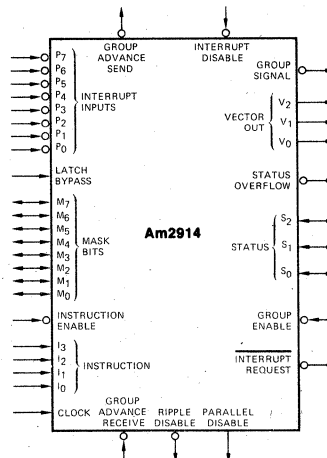 GROUP ADVANCE SEND
INTERRUPT DISABLE
P7
P6
P5
P4
P3
P2
P1
P0
INTERRUPT INPUTS
GROUP SIGNAL
V2
V1
V0
VECTOR OUT
LATCH BYPASS
STATUS OVERFLOW
M7
M6
M5
M4
M3
M2
M1
M0
MASK BITS
Am2914
S2
S1
S0
STATUS
INSTRUCTION ENABLE
GROUP ENABLE
I3
I2
I1
I0
INSTRUCTION
INTERRUPT REQUEST
CLOCK
GROUP ADVANCE RECEIVE
RIPPLE DISABLE
PARALLEL DISABLE